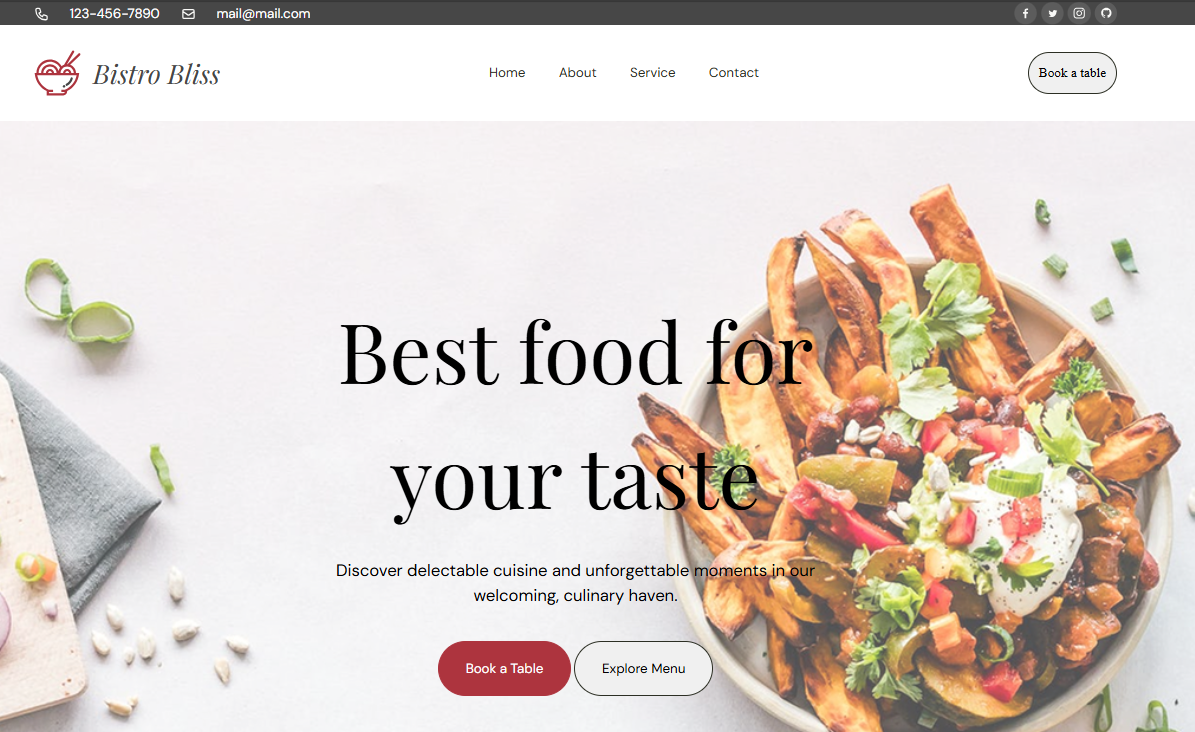 123-456-7890 mail@mail.com
Bistro Bliss Home About Service Contact Book a table
Best food for
your taste
Discover delectable cuisine and unforgettable moments in our
welcoming, culinary haven.
Book a Table Explore Menu